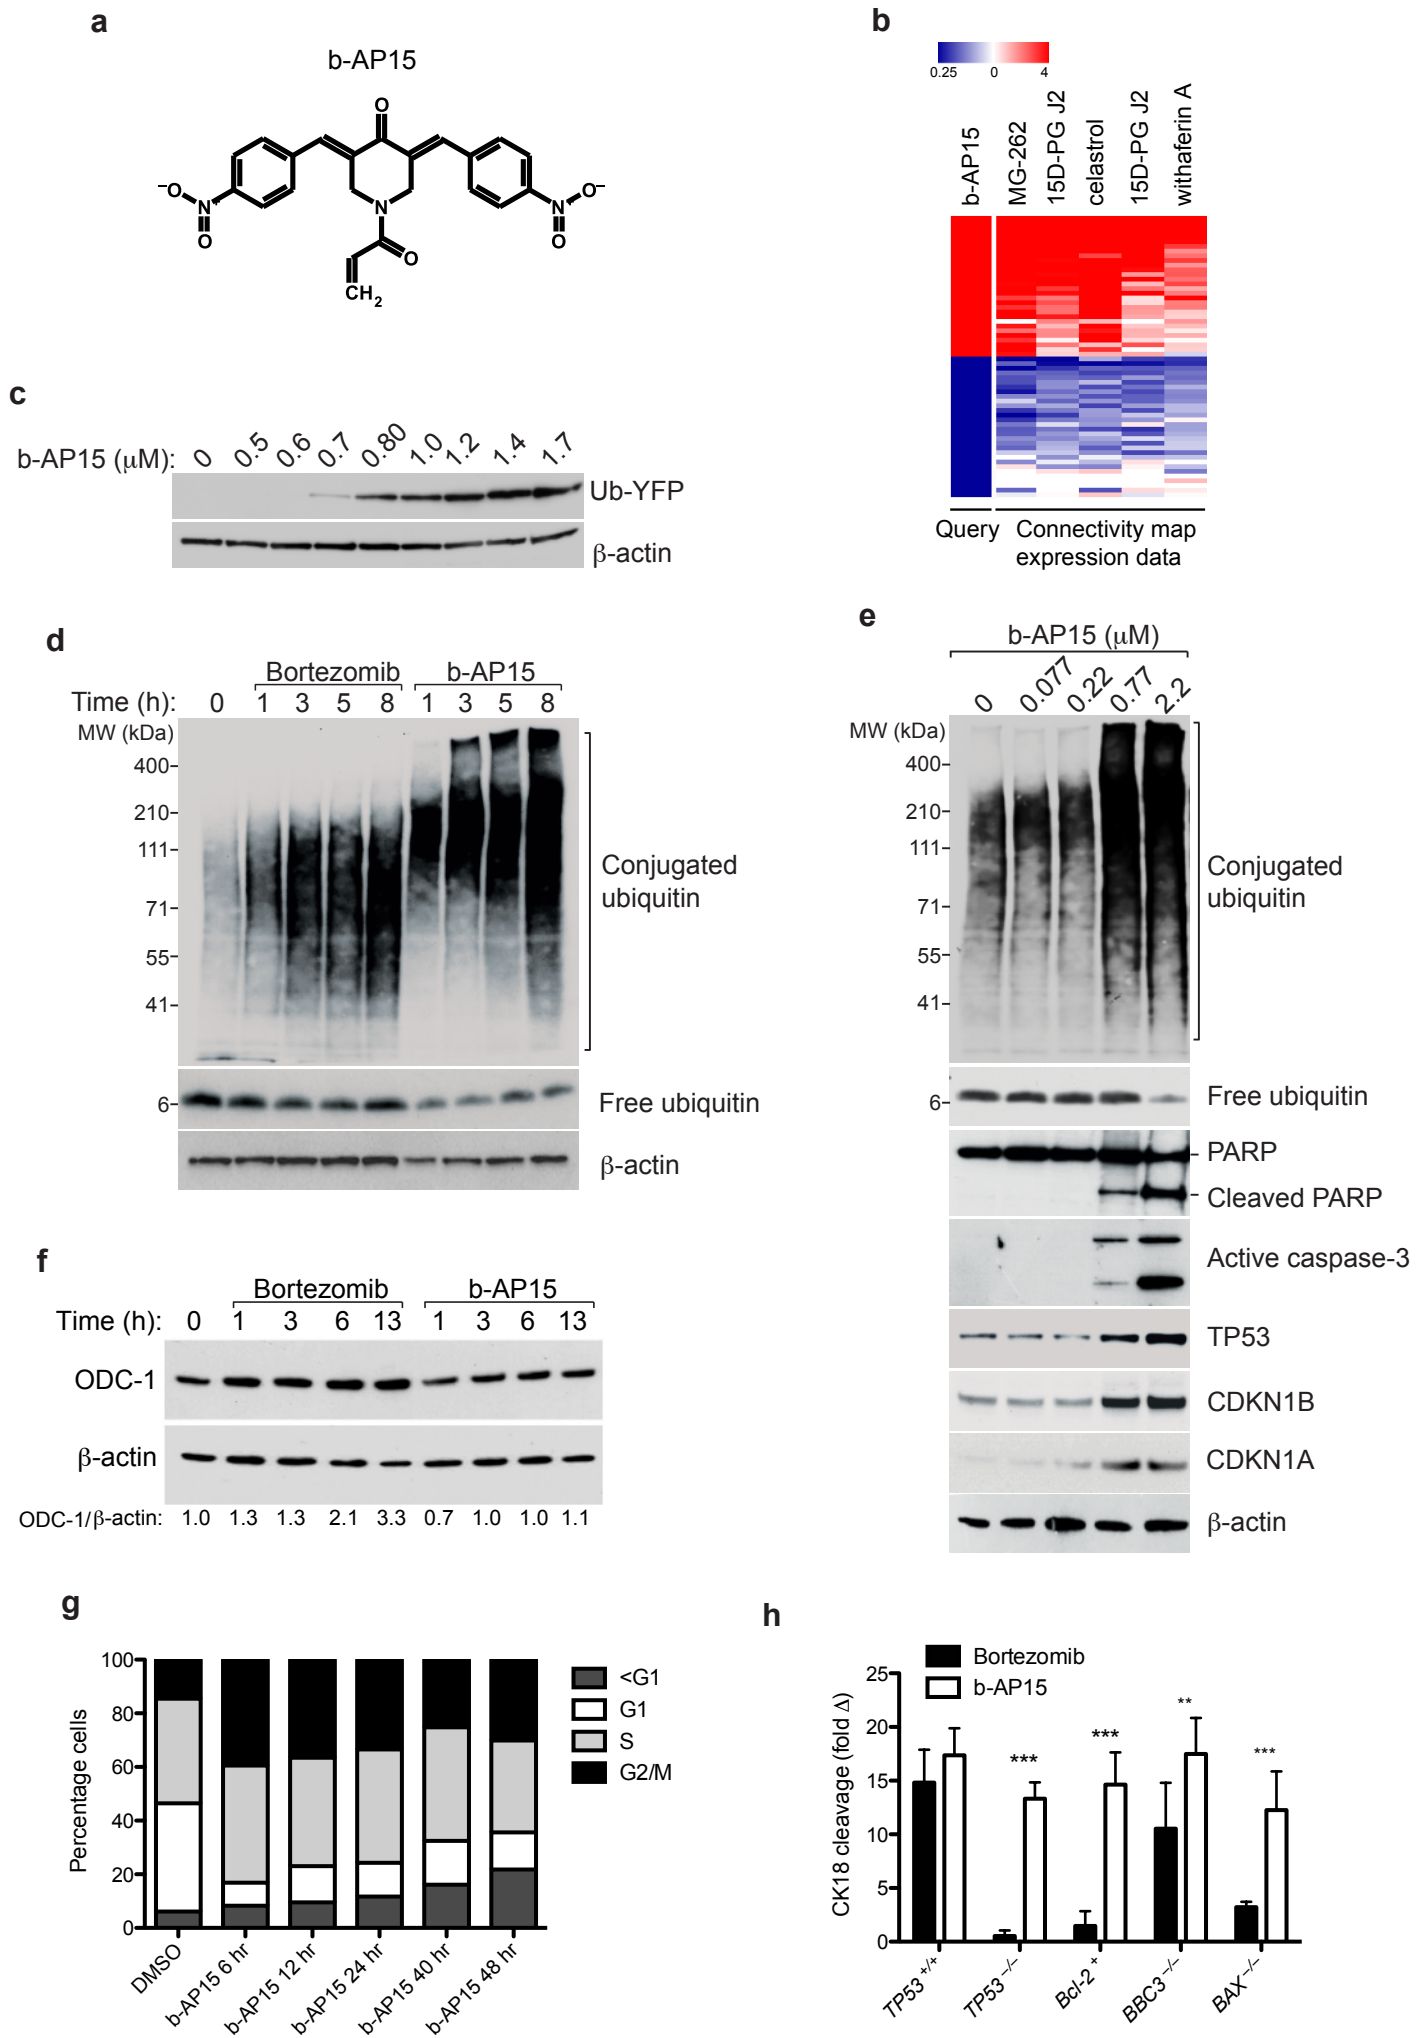 a
b-AP15
O
−O
N+
O
N
O
CH2
N+
O−
O
b
0.25 0 4
b-AP15
MG-262
15D-PG J2
celastrol
15D-PG J2
withaferin A
Query
Connectivity map
expression data
c
b-AP15 (μM): 0 0.5 0.6 0.7 0.80 1.0 1.2 1.4 1.7
Ub-YFP
β-actin
d
Bortezomib b-AP15
Time (h): 0 1 3 5 8 1 3 5 8
MW (kDa)
400
210
111
71
55
41
Conjugated
ubiquitin
6
Free ubiquitin
β-actin
e
b-AP15 (μM)
0 0.077 0.22 0.77 2.2
MW (kDa)
400
210
111
71
55
41
Conjugated
ubiquitin
6
Free ubiquitin
PARP
Cleaved PARP
Active caspase-3
TP53
CDKN1B
CDKN1A
β-actin
f
Bortezomib b-AP15
Time (h): 0 1 3 6 13 1 3 6 13
ODC-1
β-actin
ODC-1/β-actin: 1.0 1.3 1.3 2.1 3.3 0.7 1.0 1.0 1.1
g
Percentage cells
100
80
60
40
20
0
DMSO
b-AP15 6 hr
b-AP15 12 hr
b-AP15 24 hr
b-AP15 40 hr
b-AP15 48 hr
<G1
G1
S
G2/M
h
Bortezomib
b-AP15
CK18 cleavage (fold Δ)
25
20
15
10
5
0
***
***
**
***
TP53+/+
TP53−/−
Bcl-2+
BBC3−/−
BAX−/−